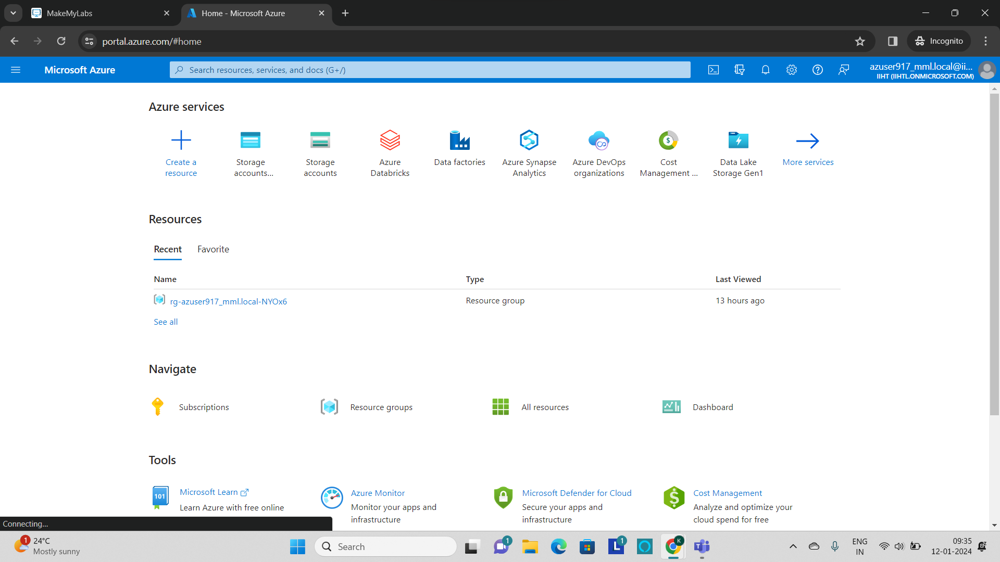 MakeMyLabs
Home - Microsoft Azure
portal.azure.com/#home
Incognito
Microsoft Azure
Search resources, services, and docs (G+/)
azuser917_mml.local@ii...
IIHT (IIHTL.ONMICROSOFT.COM)
Azure services
Create a
resource
Storage
accounts...
Storage
accounts
Azure
Databricks
Data factories
Azure Synapse
Analytics
Azure DevOps
organizations
Cost
Management ...
Data Lake
Storage Gen1
More services
Resources
Recent
Favorite
Name
Type
Last Viewed
rg-azuser917_mml.local-NYOx6
Resource group
13 hours ago
See all
Navigate
Subscriptions
Resource groups
All resources
Dashboard
Tools
101
Microsoft Learn
Learn Azure with free online
Azure Monitor
Monitor your apps and
infrastructure
Microsoft Defender for Cloud
Secure your apps and
infrastructure
Cost Management
Analyze and optimize your
cloud spend for free
Connecting...
1
24°C
Mostly sunny
Search
1
L
1
K
ENG
IN
09:35
12-01-2024